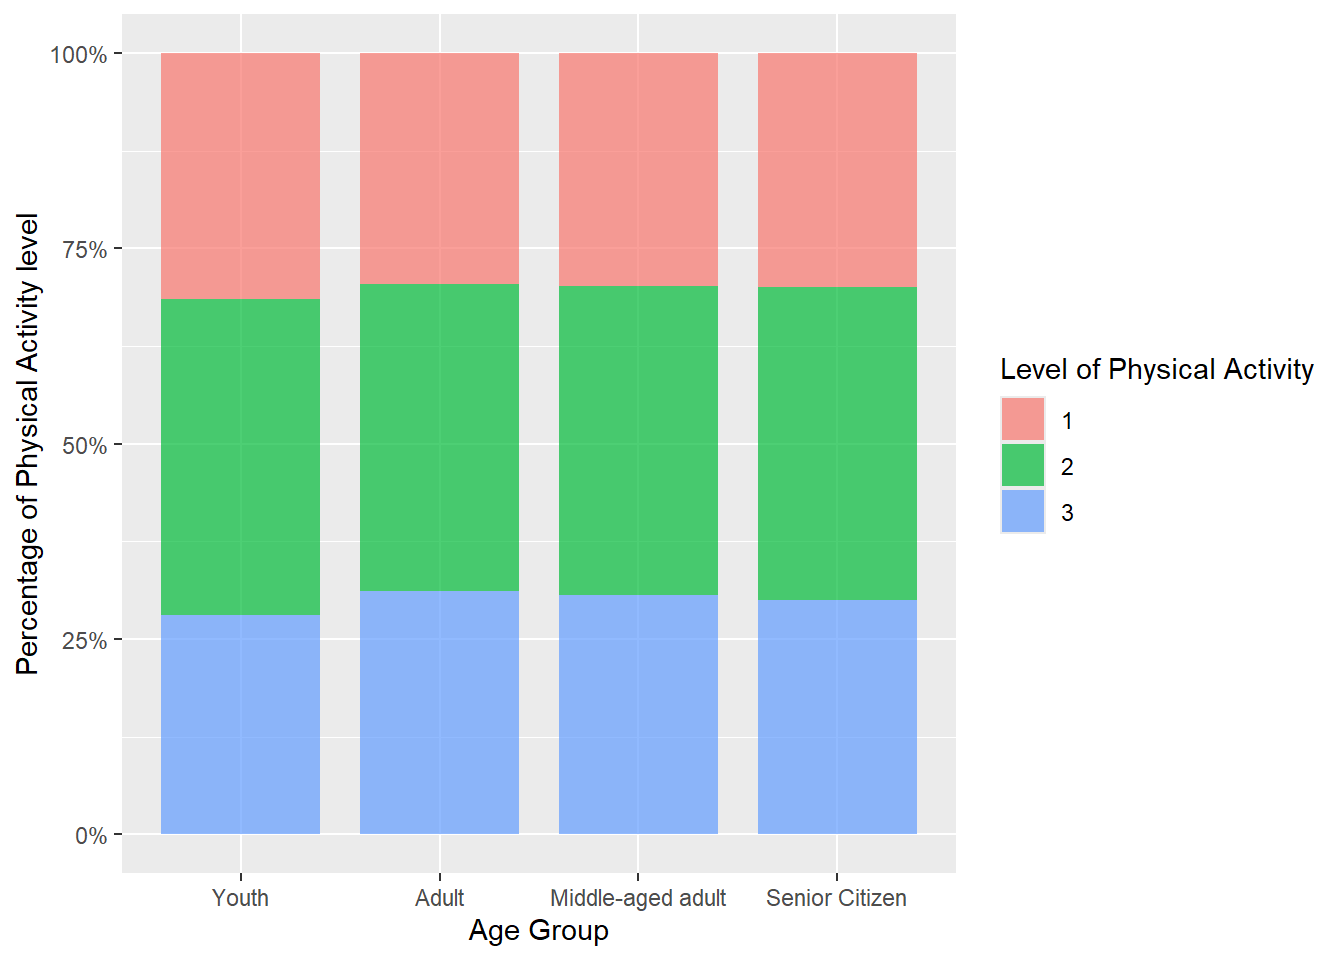 Percentage of Physical Activity level
100%
75%
50%
25%
0%
Youth
Adult
Middle-aged adult
Senior Citizen
Age Group
Level of Physical Activity
1
2
3